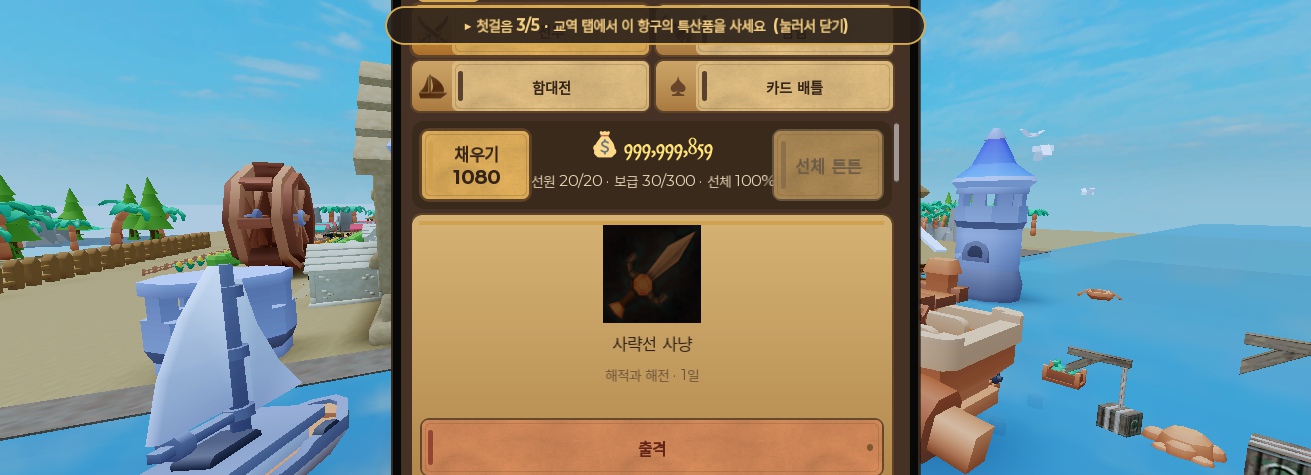 ▸ 첫걸음 3/5 · 교역 탭에서 이 항구의 특산품을 사세요 (눌러서 닫기)
함대전
카드 배틀
채우기
1080
999,999,859
선원 20/20 · 보급 30/300 · 선체 100%
선체 튼튼
사략선 사냥
해적과 해전 · 1일
출격